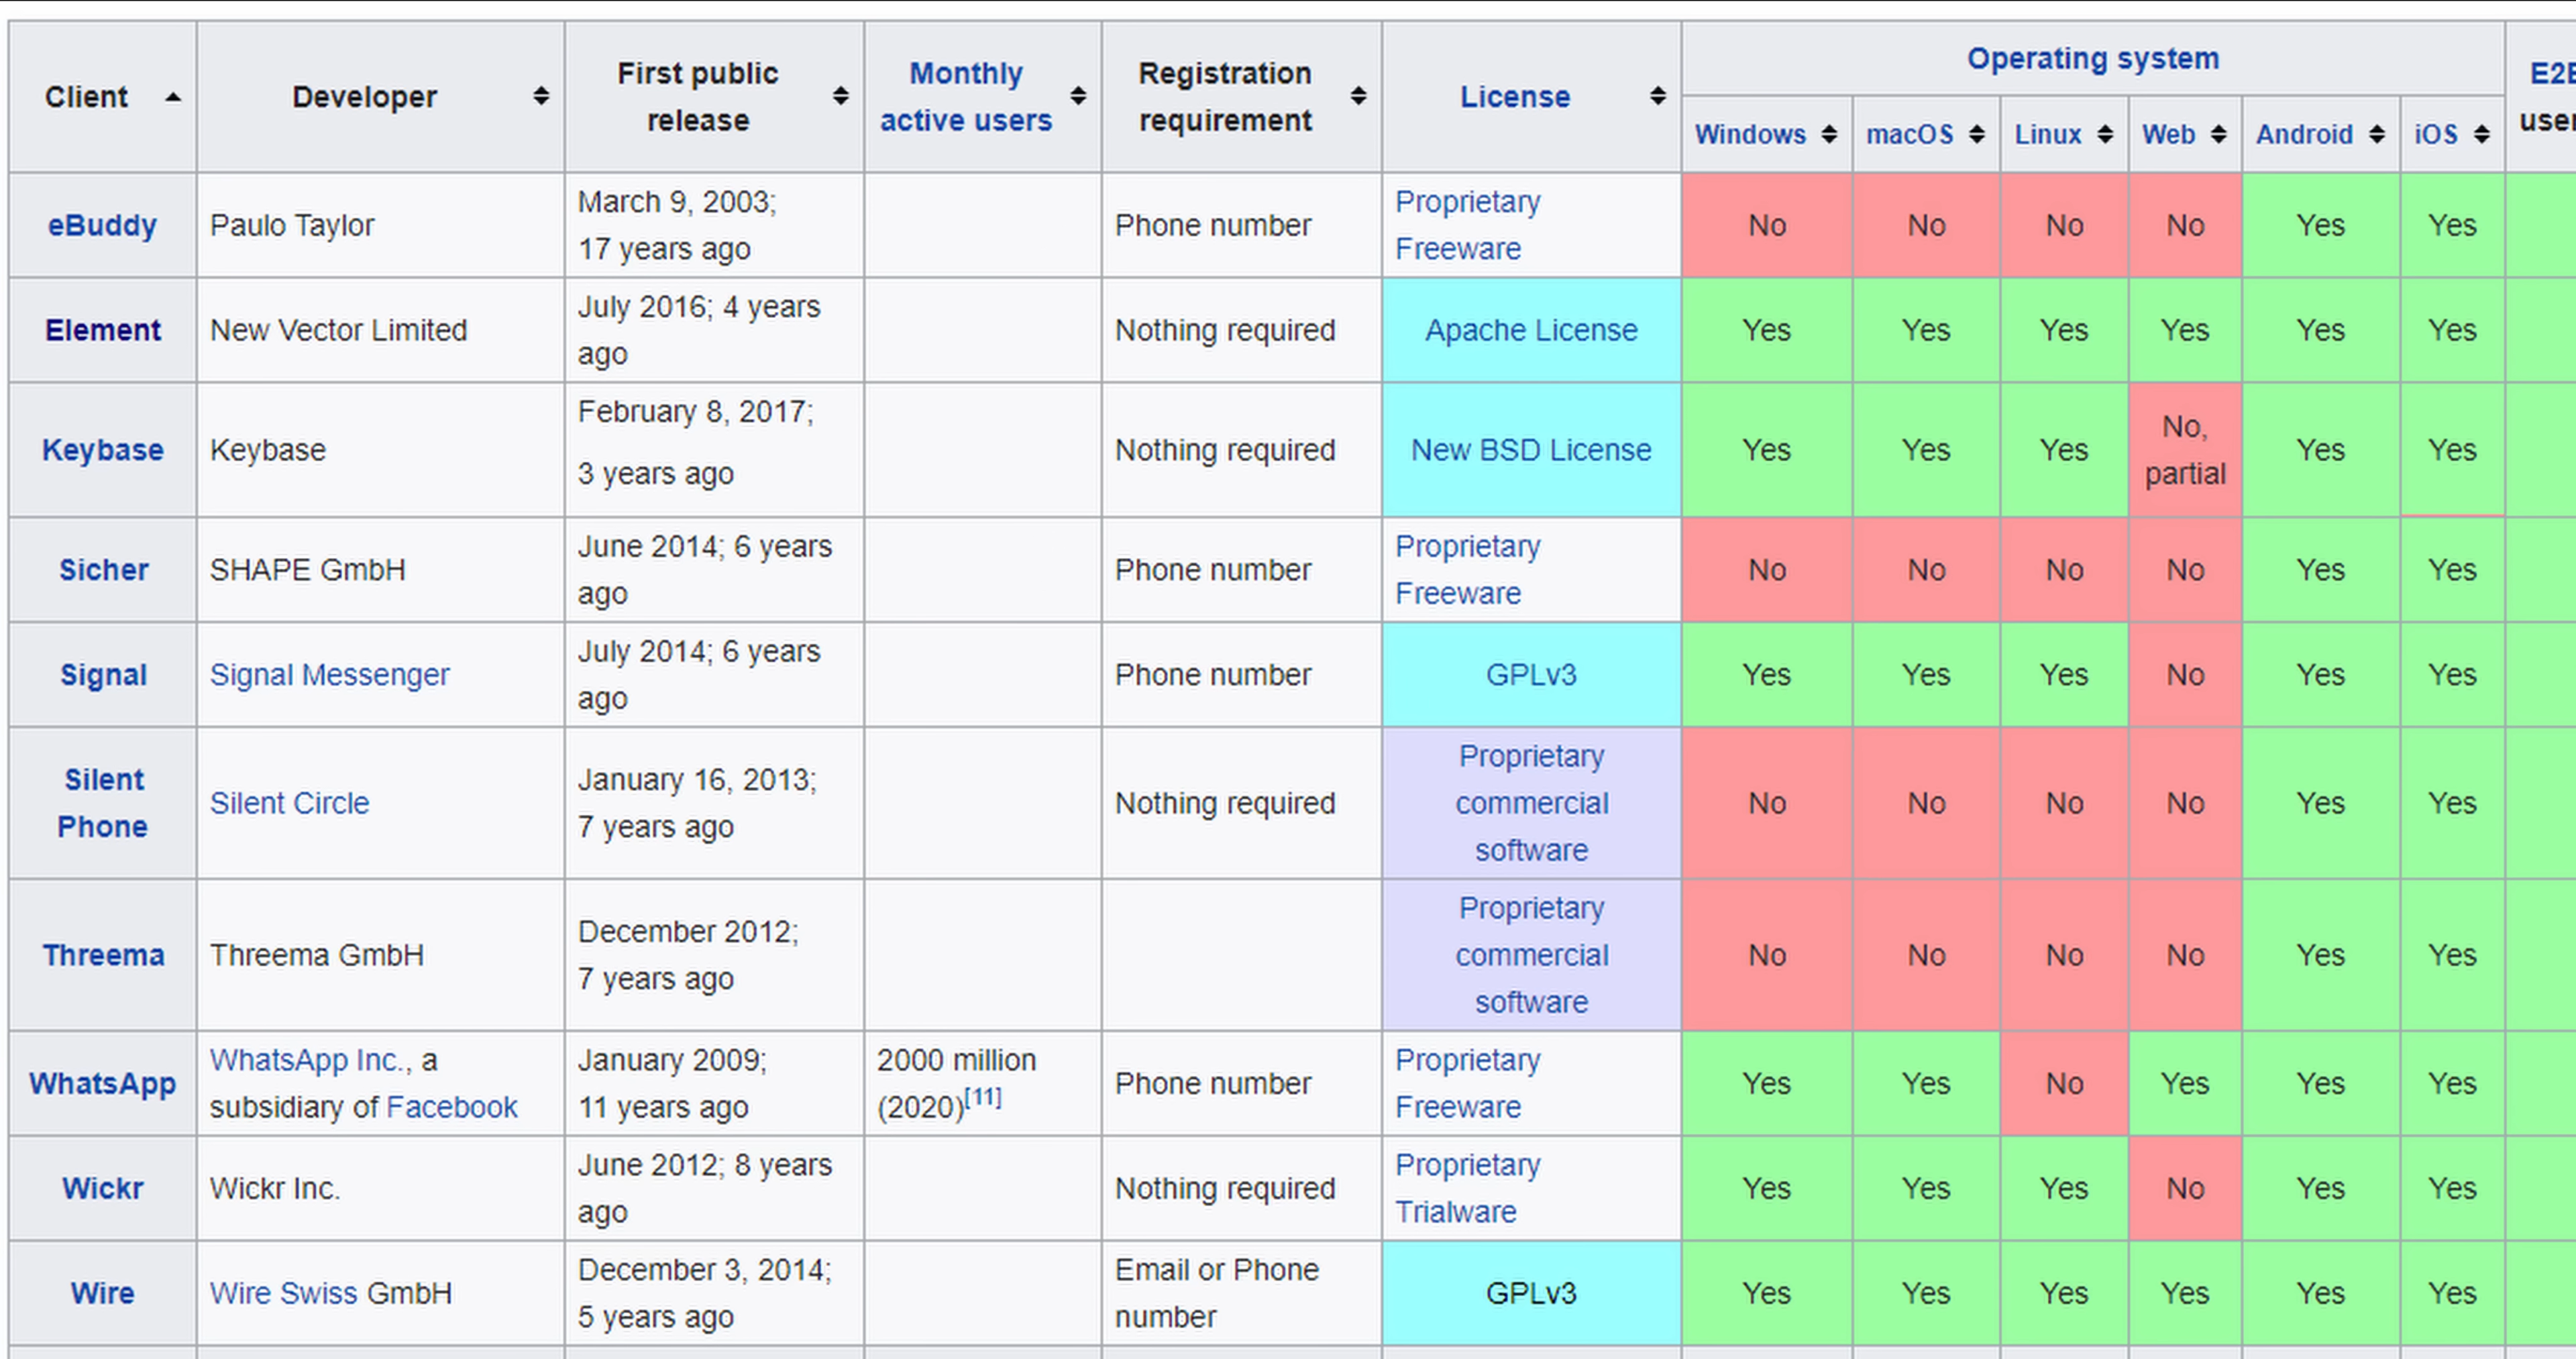 Client
Developer
First public
release
Monthly
active users
Registration
requirement
License
Operating system
E2E
user
Windows
macOS
Linux
Web
Android
iOS
eBuddy
Paulo Taylor
March 9, 2003;
17 years ago
Phone number
Proprietary
Freeware
No
No
No
No
Yes
Yes
Element
New Vector Limited
July 2016; 4 years
ago
Nothing required
Apache License
Yes
Yes
Yes
Yes
Yes
Yes
Keybase
Keybase
February 8, 2017;
3 years ago
Nothing required
New BSD License
Yes
Yes
Yes
No,
partial
Yes
Yes
Sicher
SHAPE GmbH
June 2014; 6 years
ago
Phone number
Proprietary
Freeware
No
No
No
No
Yes
Yes
Signal
Signal Messenger
July 2014; 6 years
ago
Phone number
GPLv3
Yes
Yes
Yes
No
Yes
Yes
Silent
Phone
Silent Circle
January 16, 2013;
7 years ago
Nothing required
Proprietary
commercial
software
No
No
No
No
Yes
Yes
Threema
Threema GmbH
December 2012;
7 years ago
Proprietary
commercial
software
No
No
No
No
Yes
Yes
WhatsApp
WhatsApp Inc., a
subsidiary of Facebook
January 2009;
11 years ago
2000 million
(2020)[11]
Phone number
Proprietary
Freeware
Yes
Yes
No
Yes
Yes
Yes
Wickr
Wickr Inc.
June 2012; 8 years
ago
Nothing required
Proprietary
Trialware
Yes
Yes
Yes
No
Yes
Yes
Wire
Wire Swiss GmbH
December 3, 2014;
5 years ago
Email or Phone
number
GPLv3
Yes
Yes
Yes
Yes
Yes
Yes